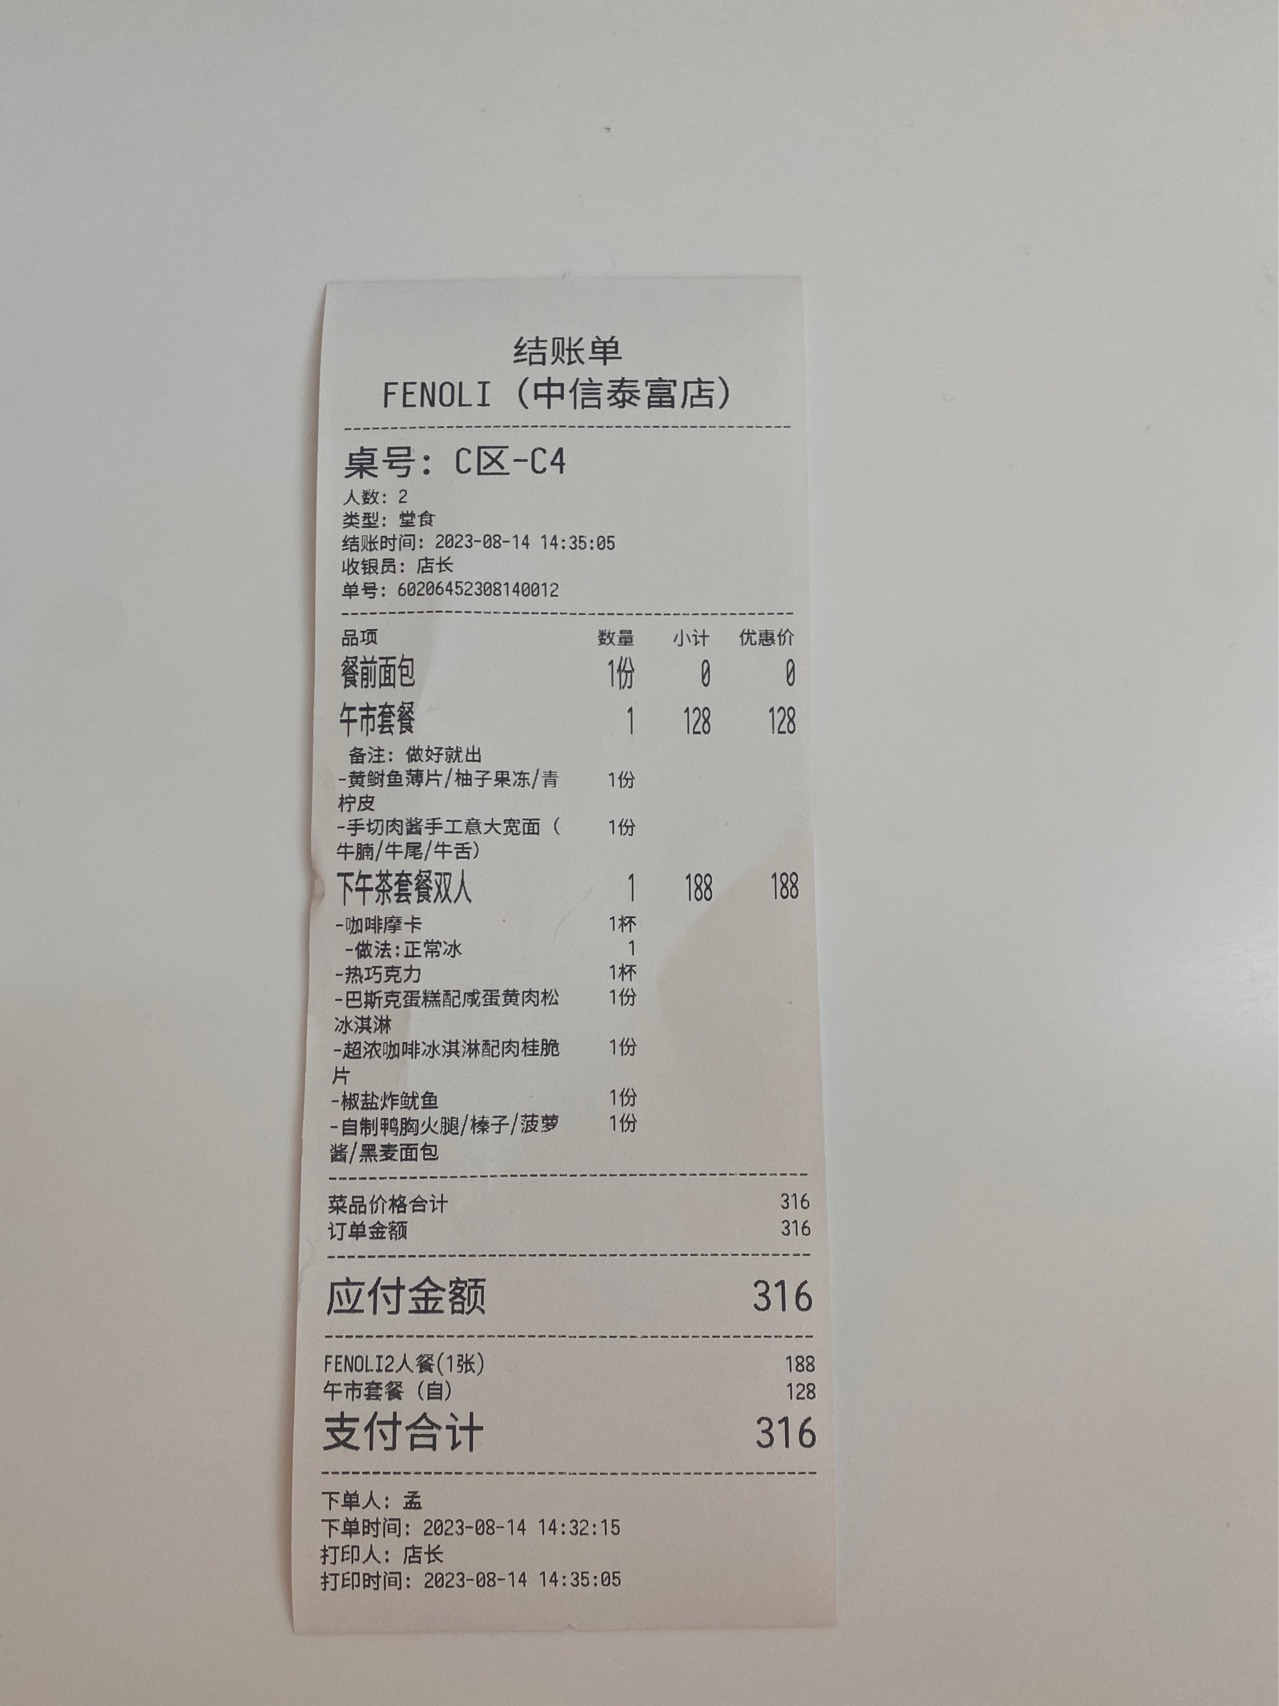 结账单
FENOLI（中信泰富店）
桌号：C区-C4
人数：2
类型：堂食
结账时间：2023-08-14 14:35:05
收银员：店长
单号：60206452308140012
品项 数量 小计 优惠价
餐前面包 1份 0 0
午市套餐 1 128 128
备注：做好就出
-黄鲥鱼薄片/柚子果冻/青 1份
柠皮
-手切肉酱手工意大宽面（ 1份
牛腩/牛尾/牛舌）
下午茶套餐双人 1 188 188
-咖啡摩卡 1杯
-做法:正常冰 1
-热巧克力 1杯
-巴斯克蛋糕配咸蛋黄肉松 1份
冰淇淋
-超浓咖啡冰淇淋配肉桂脆 1份
片
-椒盐炸鱿鱼 1份
-自制鸭胸火腿/榛子/菠萝 1份
酱/黑麦面包
菜品价格合计 316
订单金额 316
应付金额 316
FENOLI2人餐(1张) 188
午市套餐（自） 128
支付合计 316
下单人：孟
下单时间：2023-08-14 14:32:15
打印人：店长
打印时间：2023-08-14 14:35:05